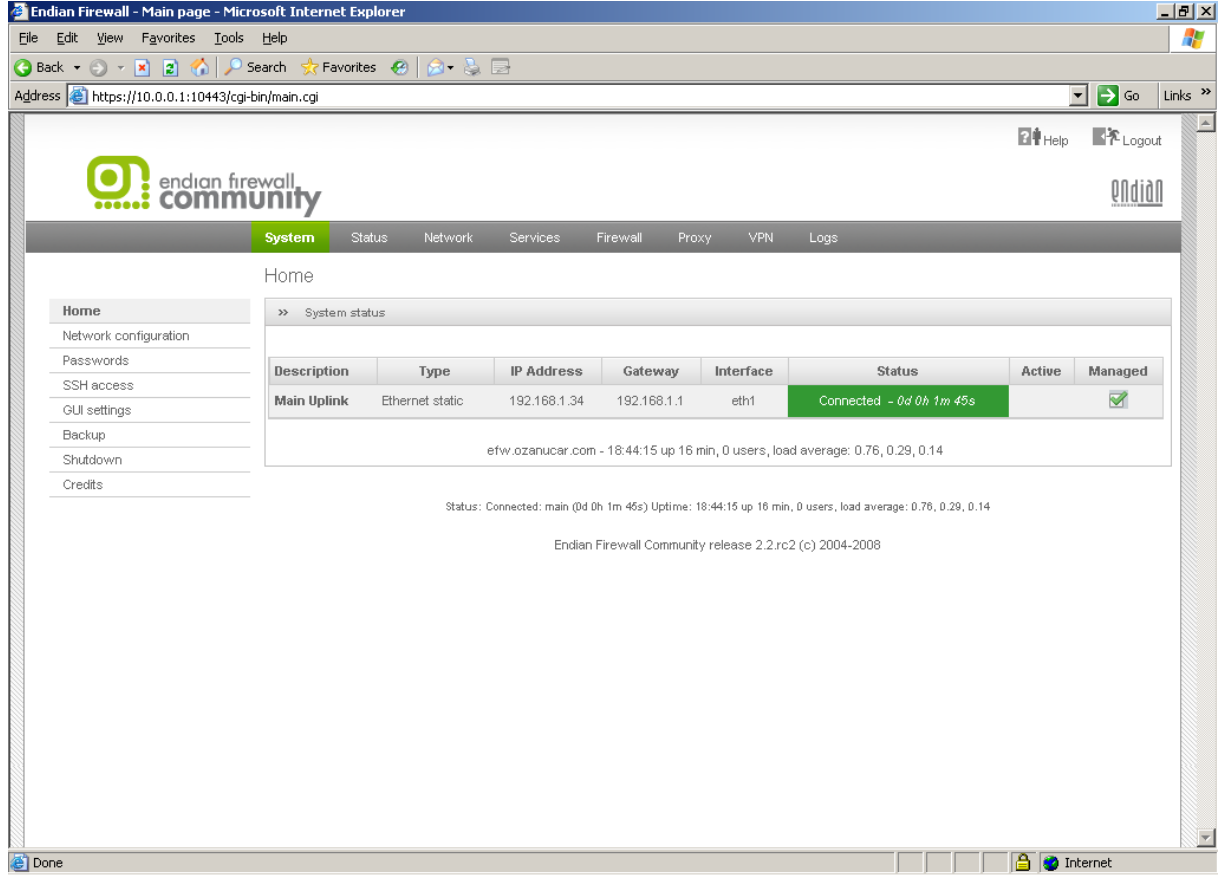 Endian Firewall - Main page - Microsoft Internet Explorer
File Edit View Favorites Tools Help
Back Search Favorites
Address https://10.0.0.1:10443/cgi-bin/main.cgi Go Links »
Help Logout
endian firewall
community
endian
System Status Network Services Firewall Proxy VPN Logs
Home
Home
Network configuration
Passwords
SSH access
GUI settings
Backup
Shutdown
Credits
» System status
Description Type IP Address Gateway Interface Status Active Managed
Main Uplink Ethernet static 192.168.1.34 192.168.1.1 eth1 Connected - 0d 0h 1m 45s
efw.ozanucar.com - 18:44:15 up 16 min, 0 users, load average: 0.76, 0.29, 0.14
Status: Connected: main (0d 0h 1m 45s) Uptime: 18:44:15 up 16 min, 0 users, load average: 0.76, 0.29, 0.14
Endian Firewall Community release 2.2.rc2 (c) 2004-2008
Done Internet